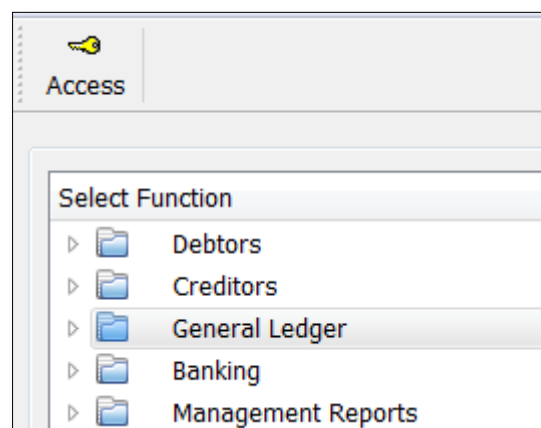 Access
Select Function
Debtors
Creditors
General Ledger
Banking
Management Reports